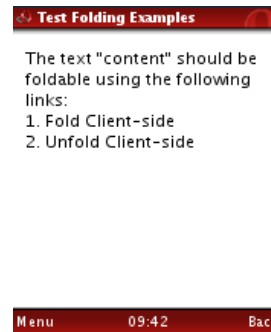 Test Folding Examples
The text "content" should be
foldable using the following
links:
1. Fold Client-side
2. Unfold Client-side
Menu 09:42 Bac